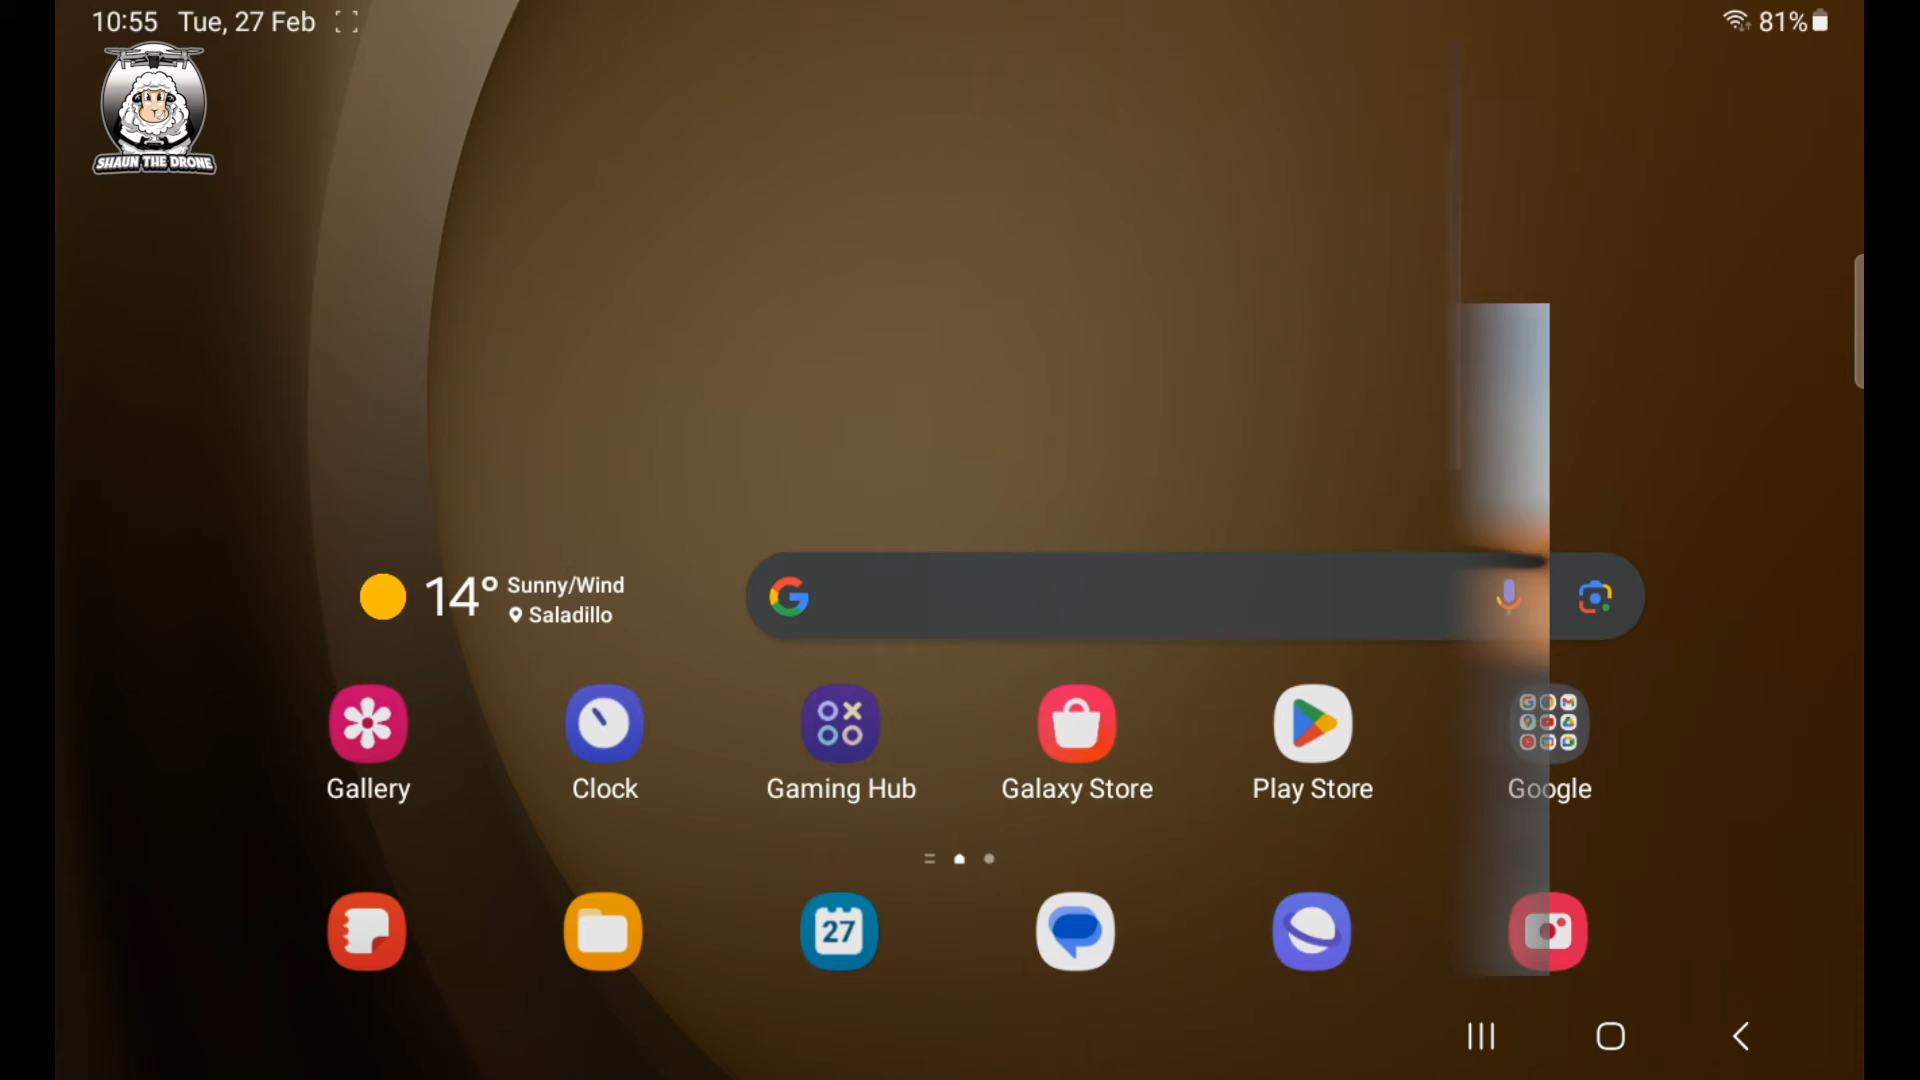 10:55 Tue, 27 Feb
81%
SHAUN THE DRONE
14° Sunny/Wind
Saladillo
Gallery
Clock
Gaming Hub
Galaxy Store
Play Store
Google
27